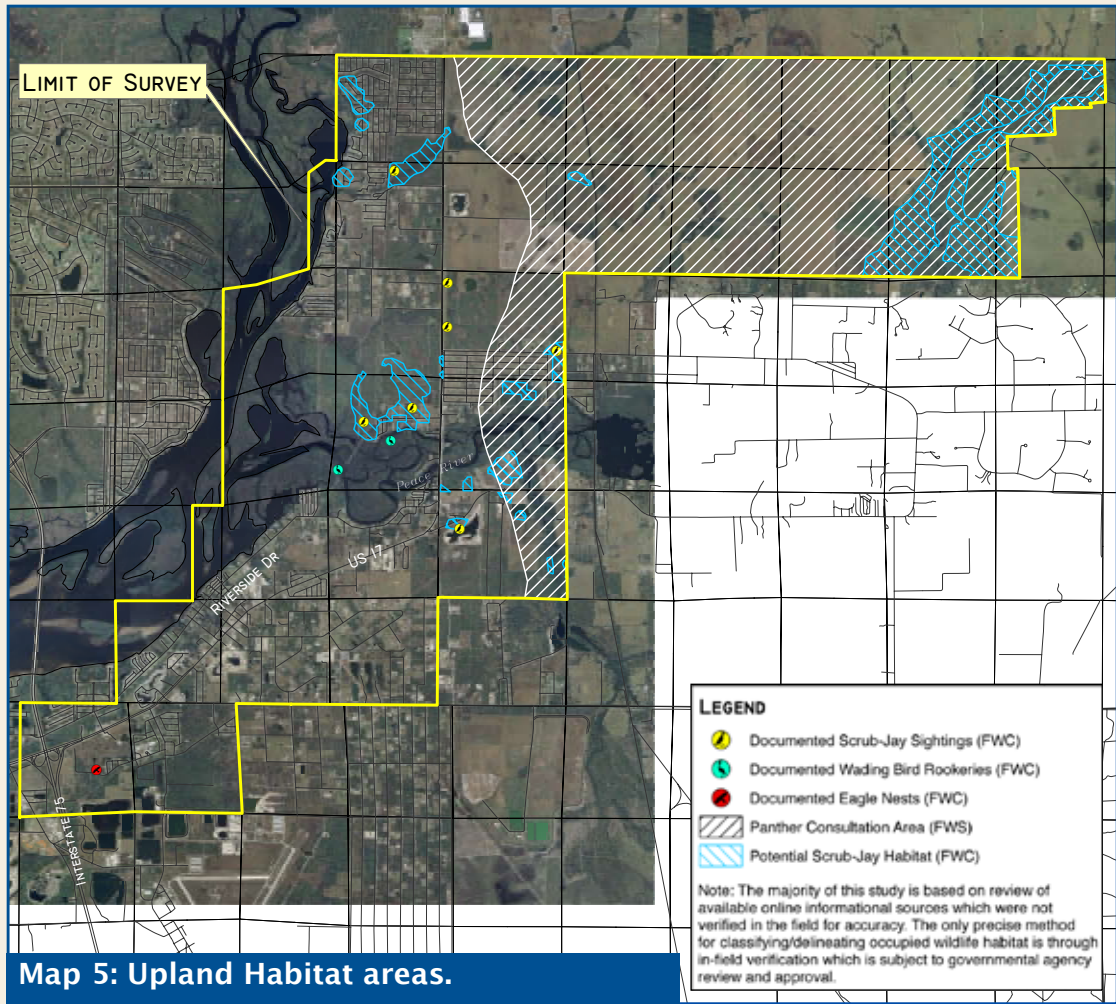 LIMIT OF SURVEY
Peace River
US 17
RIVERSIDE DR
INTERSTATE 75
LEGEND
Documented Scrub-Jay Sightings (FWC)
Documented Wading Bird Rookeries (FWC)
Documented Eagle Nests (FWC)
Panther Consultation Area (FWS)
Potential Scrub-Jay Habitat (FWC)
Note: The majority of this study is based on review of
available online informational sources which were not
verified in the field for accuracy. The only precise method
for classifying/delineating occupied wildlife habitat is through
in-field verification which is subject to governmental agency
review and approval.
Map 5: Upland Habitat areas.